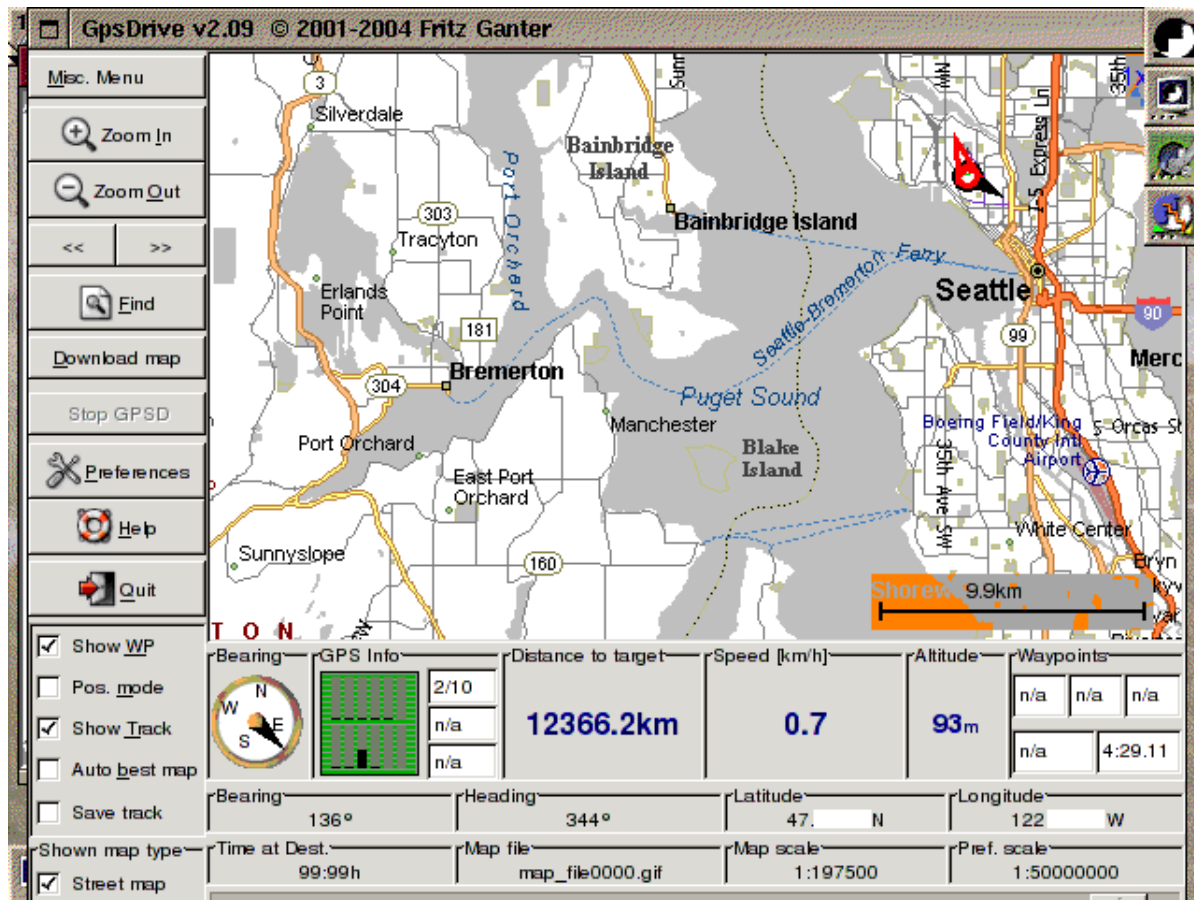 GpsDrive v2.09 © 2001-2004 Fritz Ganter
Misc. Menu
Zoom In
Zoom Out
<<
>>
Find
Download map
Stop GPSD
Preferences
Help
Quit
Show WP
Pos. mode
Show Track
Auto best map
Save track
Shown map type
Street map
3
Silverdale
303
Tracyton
Erlands
Point
181
304
Bremerton
Port Orchard
Port Orchard
East Port
Orchard
Sunnyslope
160
T O N
Bainbridge
Island
Bainbridge Island
Seattle-Bremerton Ferry
Puget Sound
Manchester
Blake
Island
NW
35th
I-5 Express Ln
Seattle
90
99
Merc
Boeing Field/King
County Intl
Airport
S Orcas St
35th Ave SW
White Center
Bryn
Shorew
9.9km
Bearing
N
W
E
S
GPS Info
2/10
n/a
n/a
Distance to target
12366.2km
Speed [km/h]
0.7
Altitude
93m
Waypoints
n/a
n/a
n/a
n/a
4:29.11
Bearing
136°
Heading
344°
Latitude
47. N
Longitude
122 W
Time at Dest.
99:99h
Map file
map_file0000.gif
Map scale
1:197500
Pref. scale
1:50000000